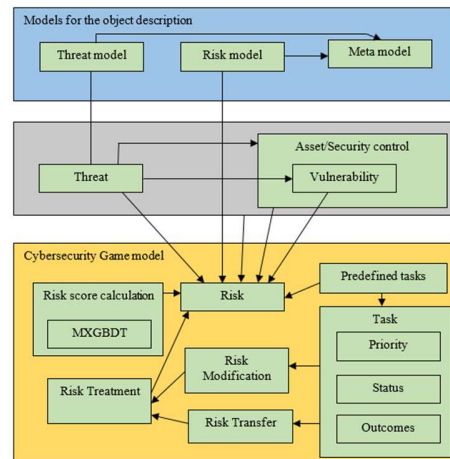 Models for the object description
Threat model
Risk model
Meta model
Asset/Security control
Threat
Vulnerability
Cybersecurity Game model
Risk score calculation
MXGBDT
Risk
Predefined tasks
Task
Priority
Status
Outcomes
Risk
Modification
Risk Treatment
Risk Transfer